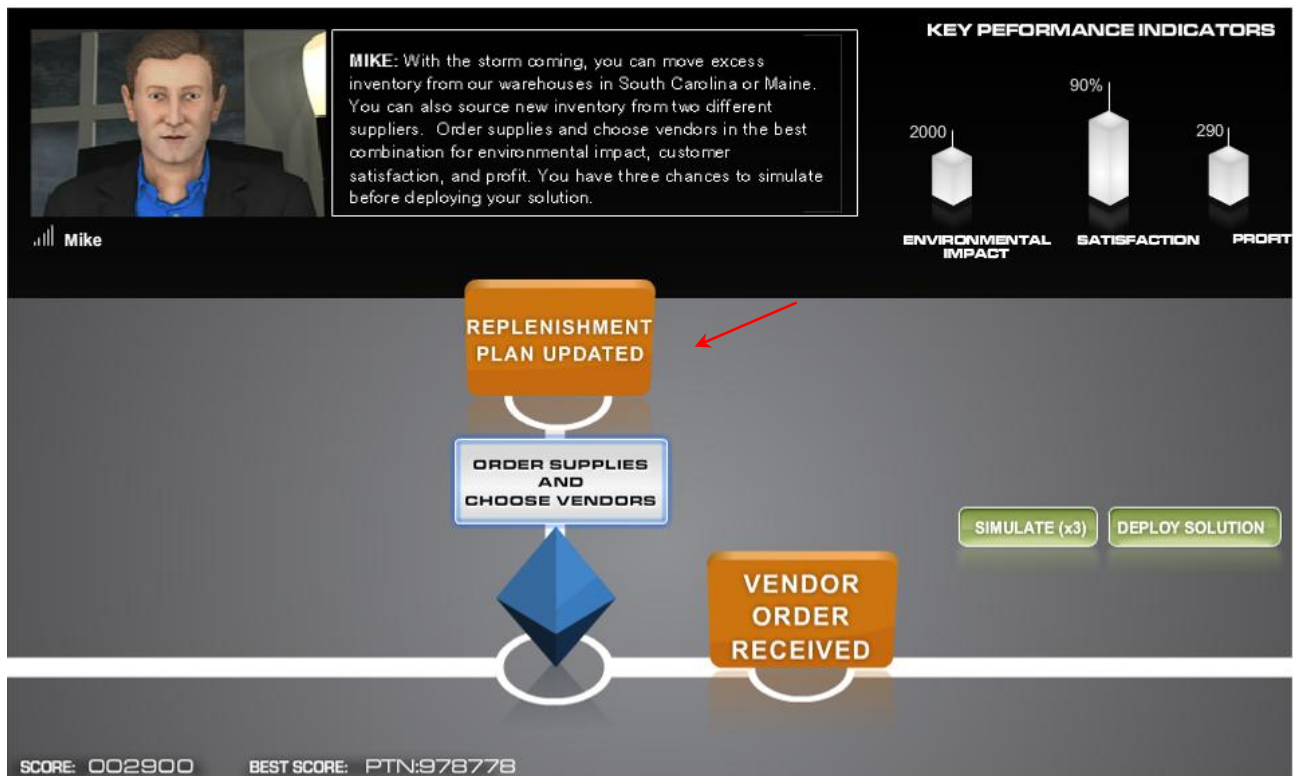 MIKE: With the storm coming, you can move excess
inventory from our warehouses in South Carolina or Maine.
You can also source new inventory from two different
suppliers. Order supplies and choose vendors in the best
combination for environmental impact, customer
satisfaction, and profit. You have three chances to simulate
before deploying your solution.
Mike
KEY PEFORMANCE INDICATORS
2000
90%
290
ENVIRONMENTAL
IMPACT
SATISFACTION
PROFIT
REPLENISHMENT
PLAN UPDATED
ORDER SUPPLIES
AND
CHOOSE VENDORS
SIMULATE (x3)
DEPLOY SOLUTION
VENDOR
ORDER
RECEIVED
SCORE: 002900
BEST SCORE: PTN:978778